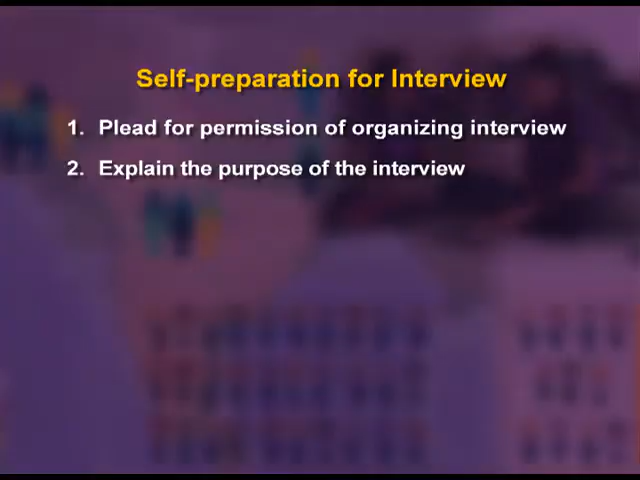 Self-preparation for Interview
1. Plead for permission of organizing interview
2. Explain the purpose of the interview